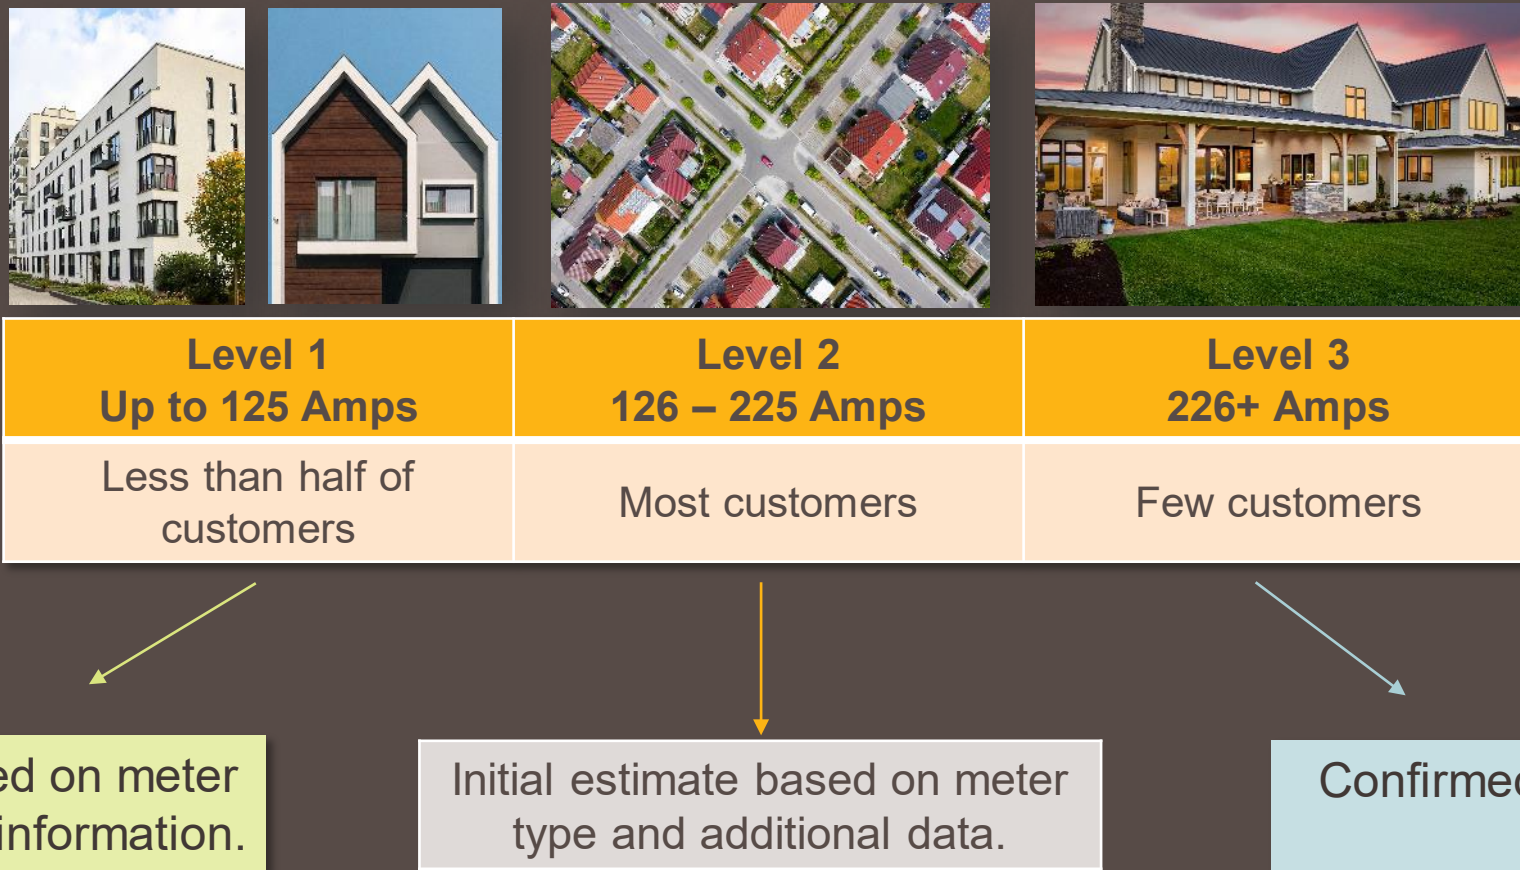 Level 1
Up to 125 Amps
Level 2
126 – 225 Amps
Level 3
226+ Amps
Less than half of
customers
Most customers
Few customers
on meter
information.
Initial estimate based on meter
type and additional data.